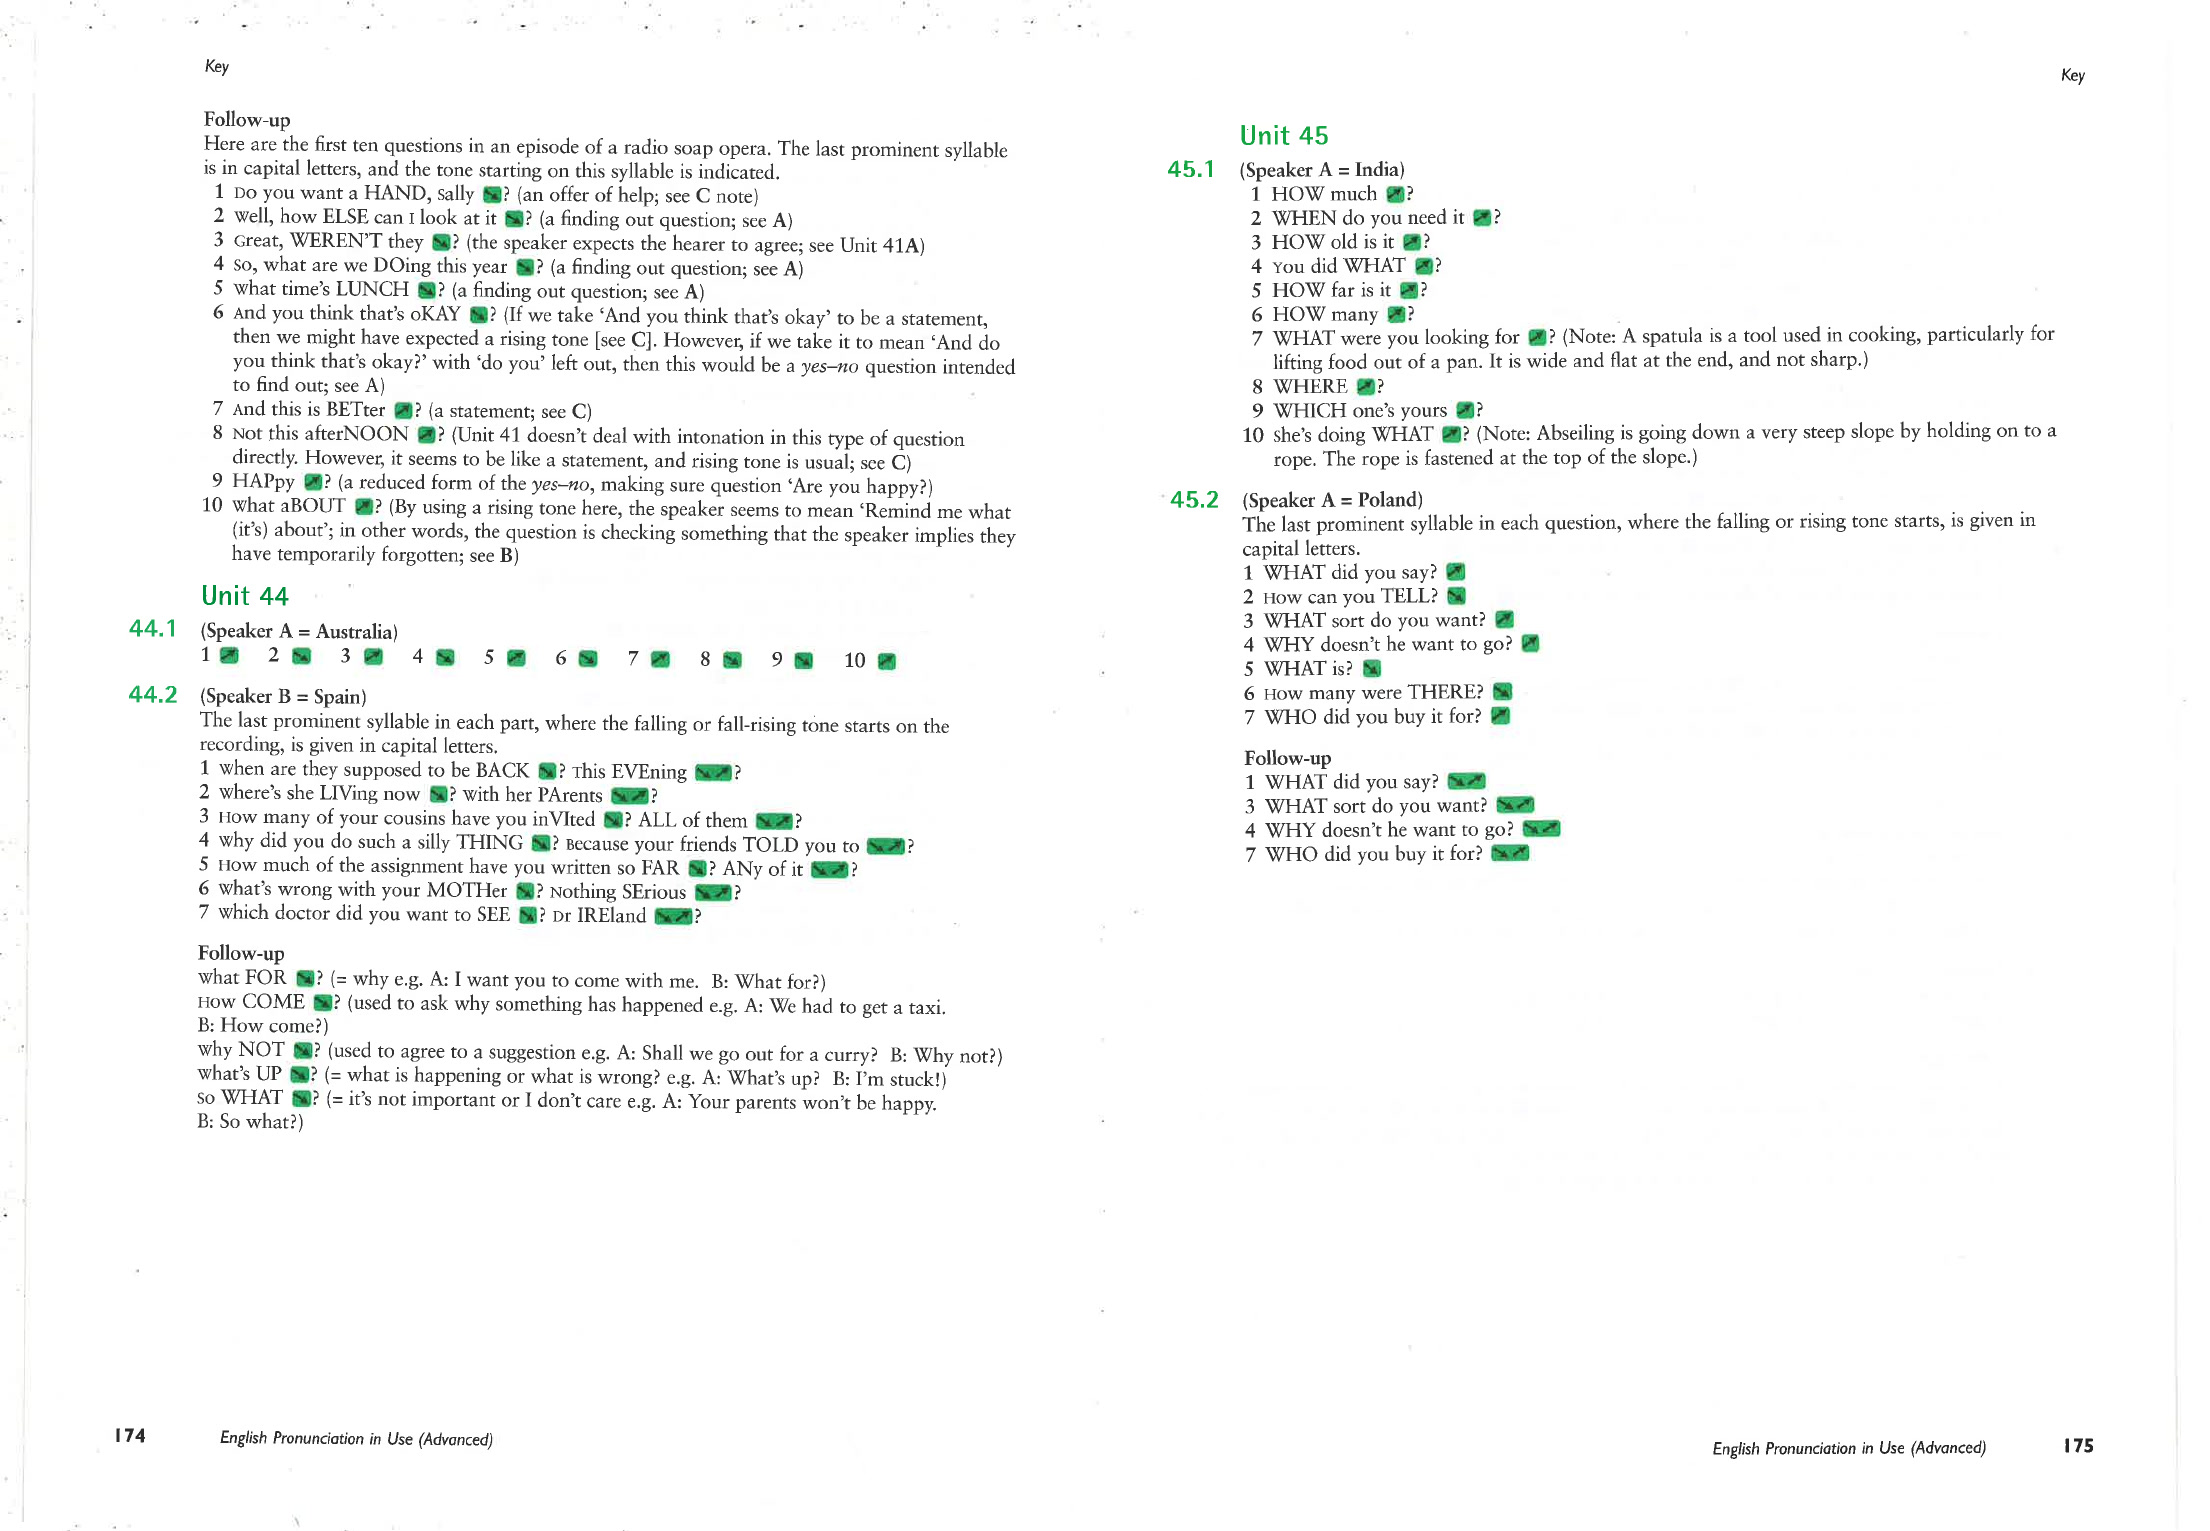 Key
Follow-up
Here are the first ten questions in an episode of a radio soap opera. The last prominent syllable
is in capital letters, and the tone starting on this syllable is indicated.
1 DO you want a HAND, sally ↘? (an offer of help; see C note)
2 well, how ELSE can I look at it ↘? (a finding out question; see A)
3 Great, WEREN'T they ↘? (the speaker expects the hearer to agree; see Unit 41A)
4 so, what are we DOing this year ↘? (a finding out question; see A)
5 what time's LUNCH ↘? (a finding out question; see A)
6 And you think that's oKAY ↘? (If we take ‘And you think that's okay’ to be a statement,
then we might have expected a rising tone [see C]. However, if we take it to mean ‘And do
you think that's okay?’ with ‘do you’ left out, then this would be a yes–no question intended
to find out; see A)
7 And this is BETter ↗? (a statement; see C)
8 Not this afterNOON ↗? (Unit 41 doesn't deal with intonation in this type of question
directly. However, it seems to be like a statement, and rising tone is usual; see C)
9 HAPpy ↗? (a reduced form of the yes–no, making sure question ‘Are you happy?)
10 what aBOUT ↗? (By using a rising tone here, the speaker seems to mean ‘Remind me what
(it's) about’; in other words, the question is checking something that the speaker implies they
have temporarily forgotten; see B)
Unit 44
44.1 (Speaker A = Australia)
1 ↗ 2 ↘ 3 ↗ 4 ↘ 5 ↗ 6 ↘ 7 ↗ 8 ↘ 9 ↘ 10 ↗
44.2 (Speaker B = Spain)
The last prominent syllable in each part, where the falling or fall-rising tone starts on the
recording, is given in capital letters.
1 when are they supposed to be BACK ↘? This EVEning ↘↗?
2 where's she LIVing now ↘? with her PArents ↘↗?
3 How many of your cousins have you inVIted ↘? ALL of them ↘↗?
4 why did you do such a silly THING ↘? Because your friends TOLD you to ↘↗?
5 How much of the assignment have you written so FAR ↘? ANy of it ↘↗?
6 what's wrong with your MOTHer ↘? Nothing SErious ↘↗?
7 which doctor did you want to SEE ↘? Dr IREland ↘↗?
Follow-up
what FOR ↘? (= why e.g. A: I want you to come with me. B: What for?)
How COME ↘? (used to ask why something has happened e.g. A: We had to get a taxi.
B: How come?)
why NOT ↘? (used to agree to a suggestion e.g. A: Shall we go out for a curry? B: Why not?)
what's UP ↘? (= what is happening or what is wrong? e.g. A: What's up? B: I'm stuck!)
so WHAT ↘? (= it's not important or I don't care e.g. A: Your parents won't be happy.
B: So what?)
174 English Pronunciation in Use (Advanced)
Key
Unit 45
45.1 (Speaker A = India)
1 HOW much ↗?
2 WHEN do you need it ↗?
3 HOW old is it ↗?
4 You did WHAT ↗?
5 HOW far is it ↗?
6 HOW many ↗?
7 WHAT were you looking for ↗? (Note: A spatula is a tool used in cooking, particularly for
lifting food out of a pan. It is wide and flat at the end, and not sharp.)
8 WHERE ↗?
9 WHICH one's yours ↗?
10 she's doing WHAT ↗? (Note: Abseiling is going down a very steep slope by holding on to a
rope. The rope is fastened at the top of the slope.)
45.2 (Speaker A = Poland)
The last prominent syllable in each question, where the falling or rising tone starts, is given in
capital letters.
1 WHAT did you say? ↗
2 How can you TELL? ↘
3 WHAT sort do you want? ↗
4 WHY doesn't he want to go? ↗
5 WHAT is? ↘
6 How many were THERE? ↘
7 WHO did you buy it for? ↗
Follow-up
1 WHAT did you say? ↘↗
3 WHAT sort do you want? ↘↗
4 WHY doesn't he want to go? ↘↗
7 WHO did you buy it for? ↘↗
English Pronunciation in Use (Advanced) 175